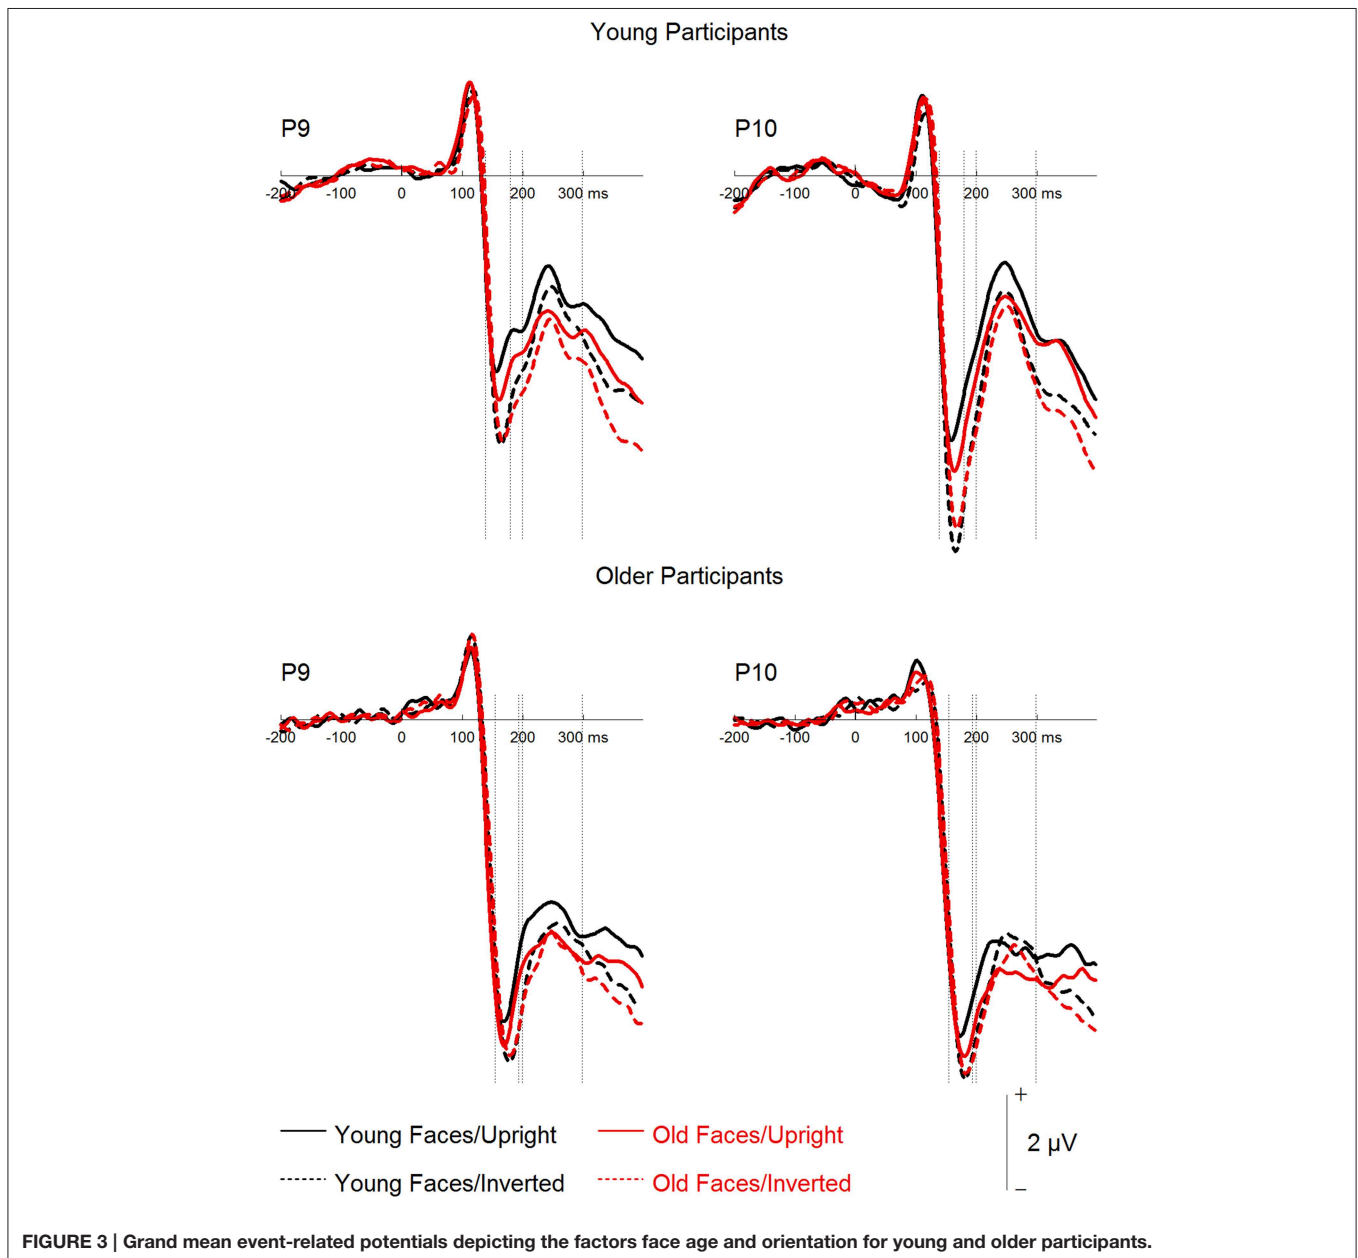 Young Participants
P9
P10
-200 -100 0 100 200 300 ms
-200 -100 0 100 200 300 ms
Older Participants
P9
P10
-200 -100 0 100 200 300 ms
-200 -100 0 100 200 300 ms
Young Faces/Upright
Old Faces/Upright
Young Faces/Inverted
Old Faces/Inverted
+
2 µV
−
FIGURE 3 | Grand mean event-related potentials depicting the factors face age and orientation for young and older participants.